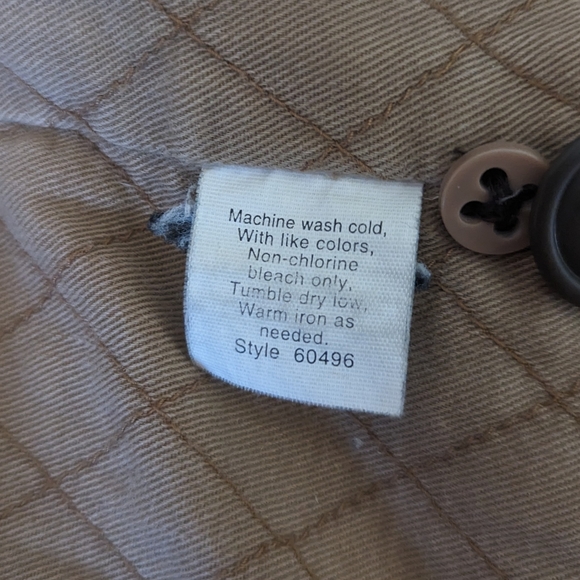 Machine wash cold,
With like colors,
Non-chlorine
bleach only,
Tumble dry low,
Warm iron as
needed.
Style 60496